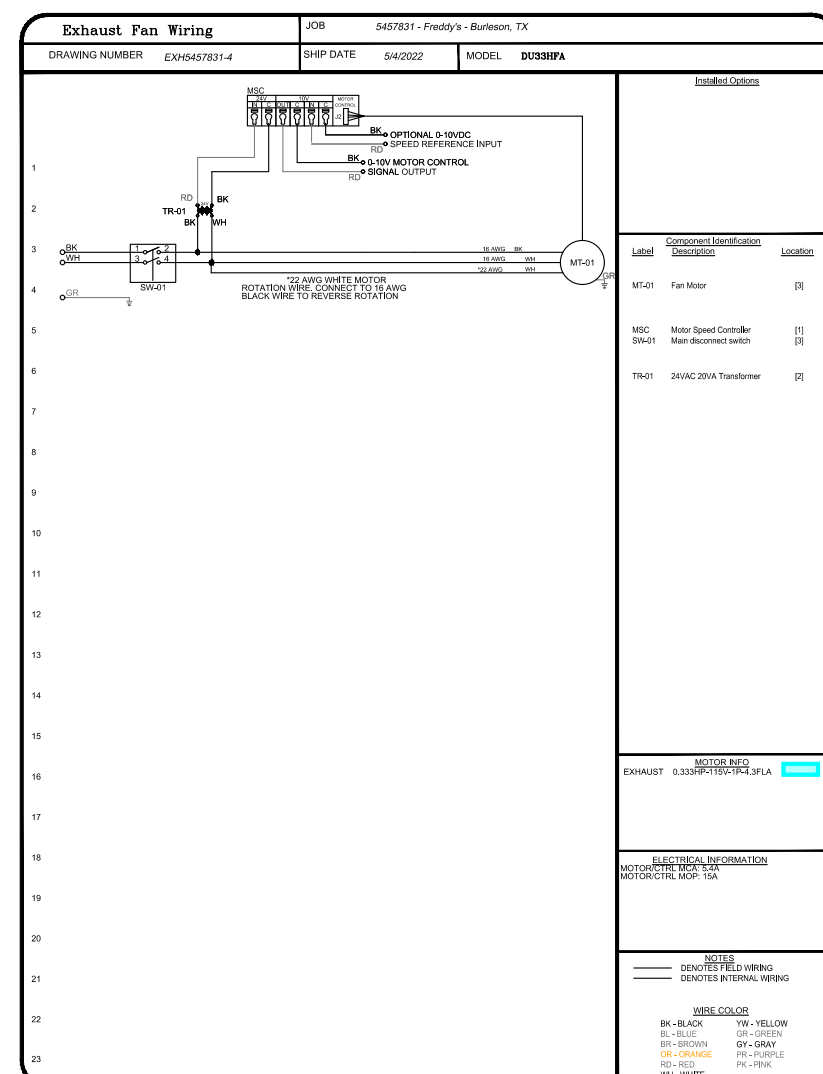 Exhaust Fan Wiring
JOB 5457831 - Freddy's - Burleson, TX
DRAWING NUMBER EXH5457831-4
SHIP DATE 5/4/2022
MODEL DU33HFA
Installed Options
MSC
24V 10V MOTOR CONTROL
IN C OUT C IN C
J2
BK OPTIONAL 0-10VDC
RD SPEED REFERENCE INPUT
BK 0-10V MOTOR CONTROL
RD SIGNAL OUTPUT
1
2
3
4
5
6
7
8
9
10
11
12
13
14
15
16
17
18
19
20
21
22
23
RD BK
TR-01 24V
BK WH
BK
WH
1 2
3 4
SW-01
GR
16 AWG BK
16 AWG WH
*22 AWG WH
MT-01
GR
*22 AWG WHITE MOTOR
ROTATION WIRE. CONNECT TO 16 AWG
BLACK WIRE TO REVERSE ROTATION
Component Identification
Label Description Location
MT-01 Fan Motor [3]
MSC Motor Speed Controller [1]
SW-01 Main disconnect switch [3]
TR-01 24VAC 20VA Transformer [2]
MOTOR INFO
EXHAUST 0.333HP-115V-1P-4.3FLA
ELECTRICAL INFORMATION
MOTOR/CTRL MCA: 5.4A
MOTOR/CTRL MOP: 15A
NOTES
DENOTES FIELD WIRING
DENOTES INTERNAL WIRING
WIRE COLOR
BK - BLACK YW - YELLOW
BL - BLUE GR - GREEN
BR - BROWN GY - GRAY
OR - ORANGE PR - PURPLE
RD - RED PK - PINK
WH - WHITE